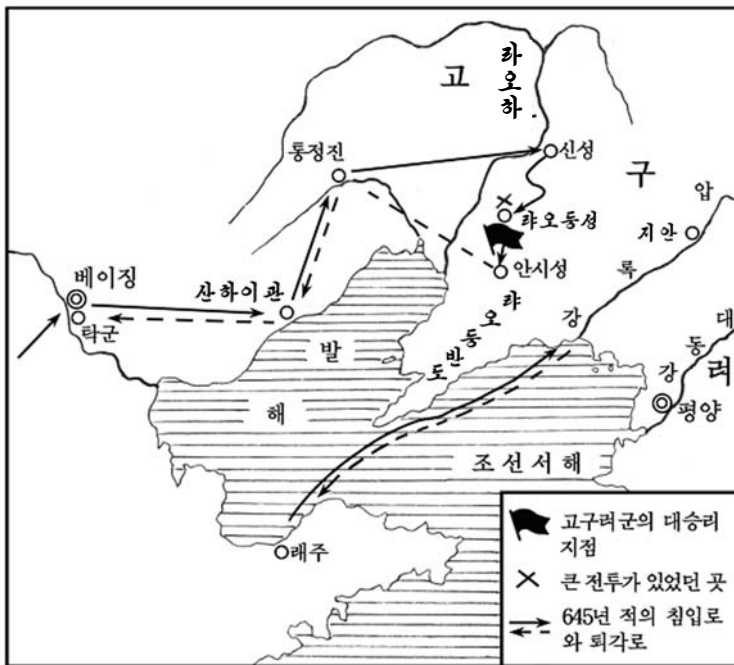 고
구
려
랴오하
통정진
신성
랴오둥성
안시성
지안
압
록
강
베이징
탁군
산하이관
랴오둥반도
발
해
대
동
강
평양
조선서해
래주
고구려군의 대승리
지점
큰 전투가 있었던 곳
645년 적의 침입로
와 퇴각로